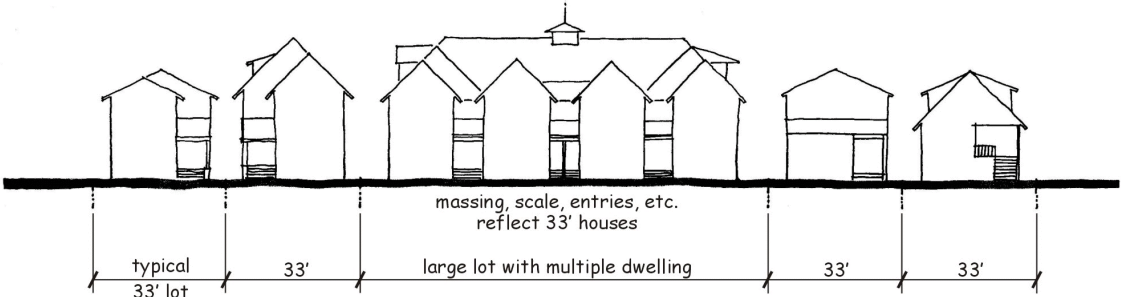 massing, scale, entries, etc.
reflect 33' houses
typical
33' lot
33'
large lot with multiple dwelling
33'
33'